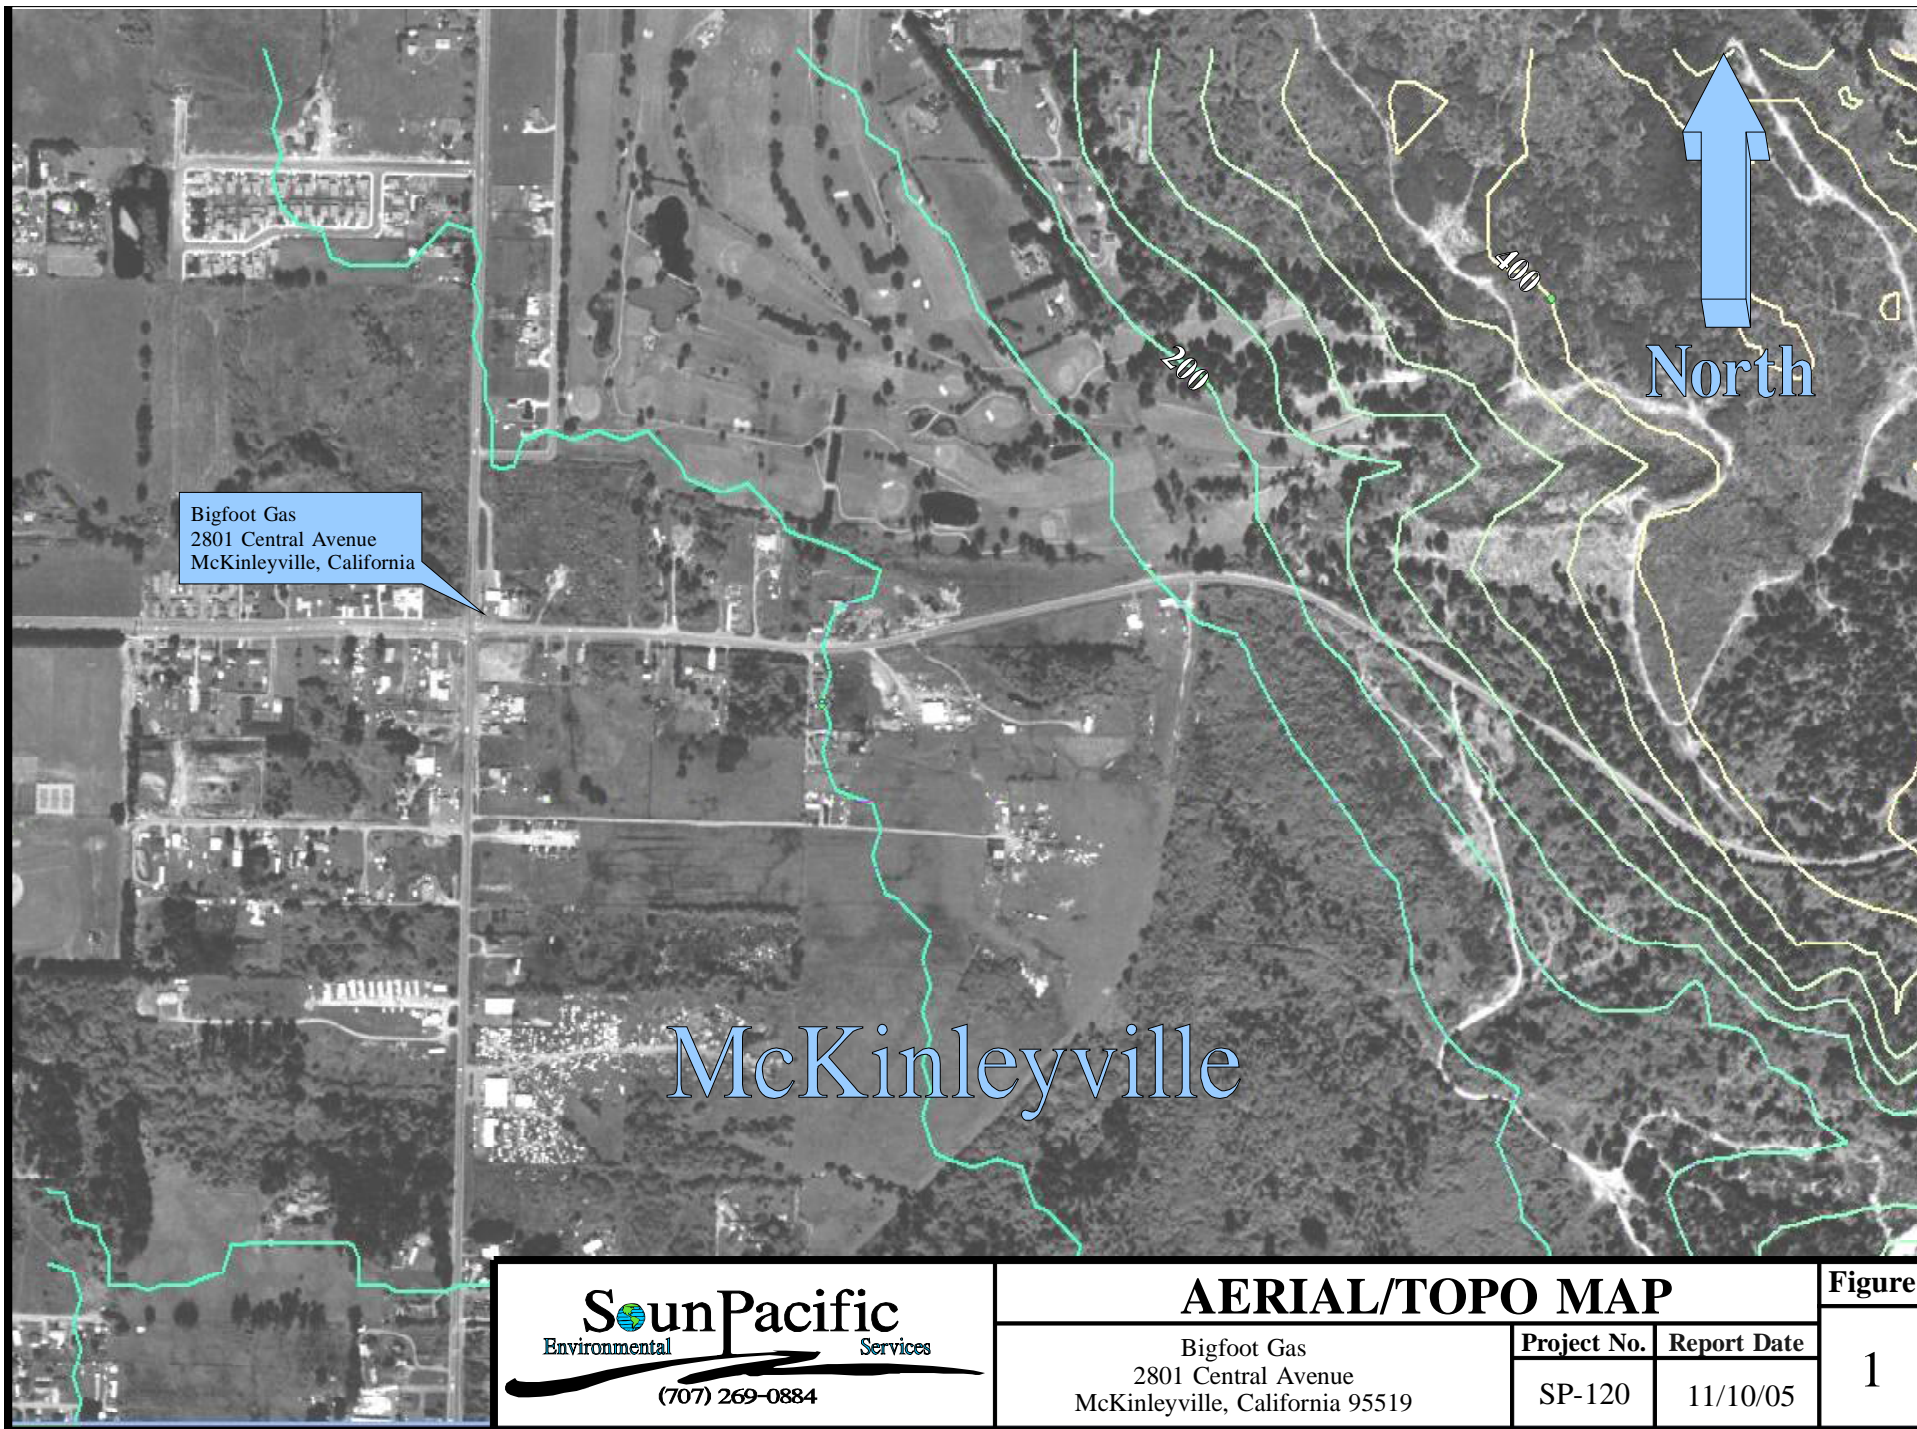 400
North
200
Bigfoot Gas
2801 Central Avenue
McKinleyville, California
McKinleyville
SounPacific
Environmental Services
(707) 269-0884
AERIAL/TOPO MAP
Bigfoot Gas
2801 Central Avenue
McKinleyville, California 95519
Project No.
SP-120
Report Date
11/10/05
Figure
1